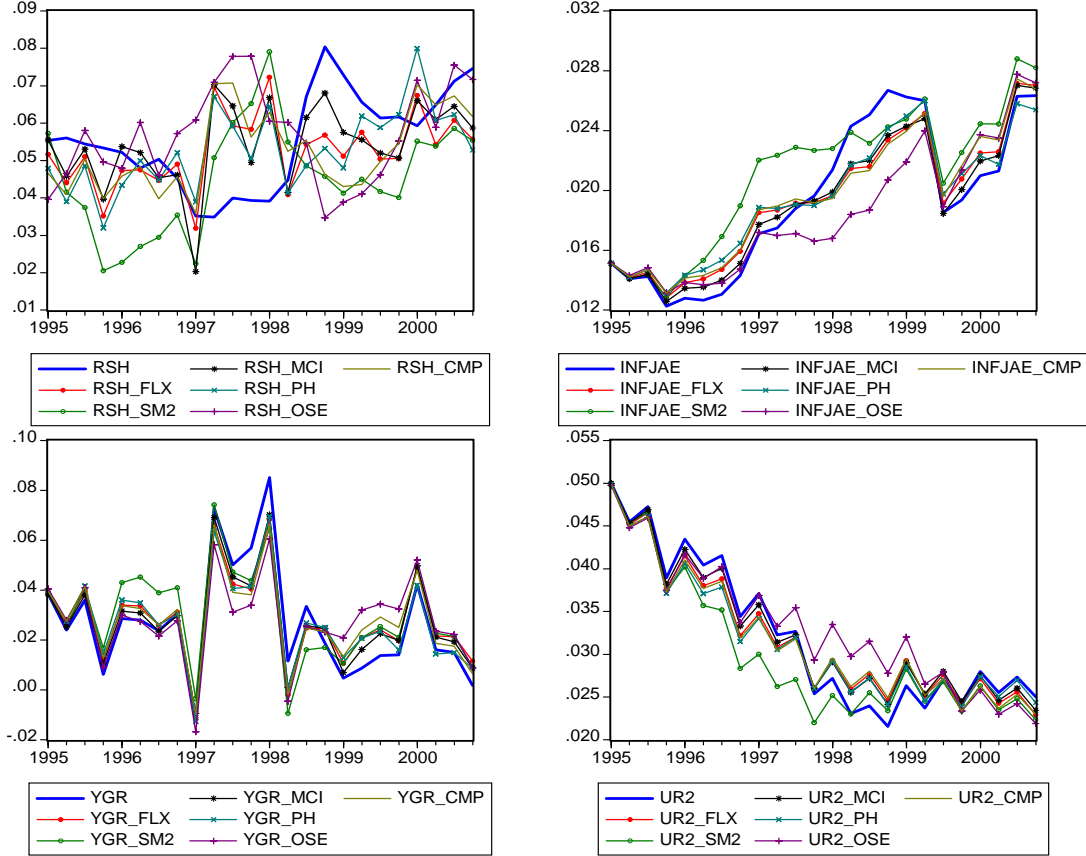 .09
.08
.07
.06
.05
.04
.03
.02
.01
1995 1996 1997 1998 1999 2000
RSH RSH_MCI RSH_CMP
RSH_FLX RSH_PH
RSH_SM2 RSH_OSE
.032
.028
.024
.020
.016
.012
1995 1996 1997 1998 1999 2000
INFJAE INFJAE_MCI INFJAE_CMP
INFJAE_FLX INFJAE_PH
INFJAE_SM2 INFJAE_OSE
.10
.08
.06
.04
.02
.00
-.02
1995 1996 1997 1998 1999 2000
YGR YGR_MCI YGR_CMP
YGR_FLX YGR_PH
YGR_SM2 YGR_OSE
.055
.050
.045
.040
.035
.030
.025
.020
1995 1996 1997 1998 1999 2000
UR2 UR2_MCI UR2_CMP
UR2_FLX UR2_PH
UR2_SM2 UR2_OSE